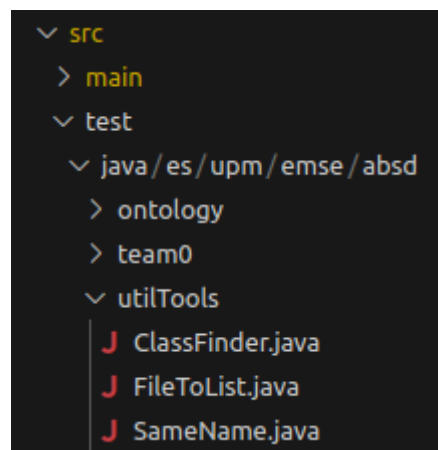 src
main
test
java/es/upm/emse/absd
ontology
team0
utilTools
J ClassFinder.java
J FileToList.java
J SameName.java